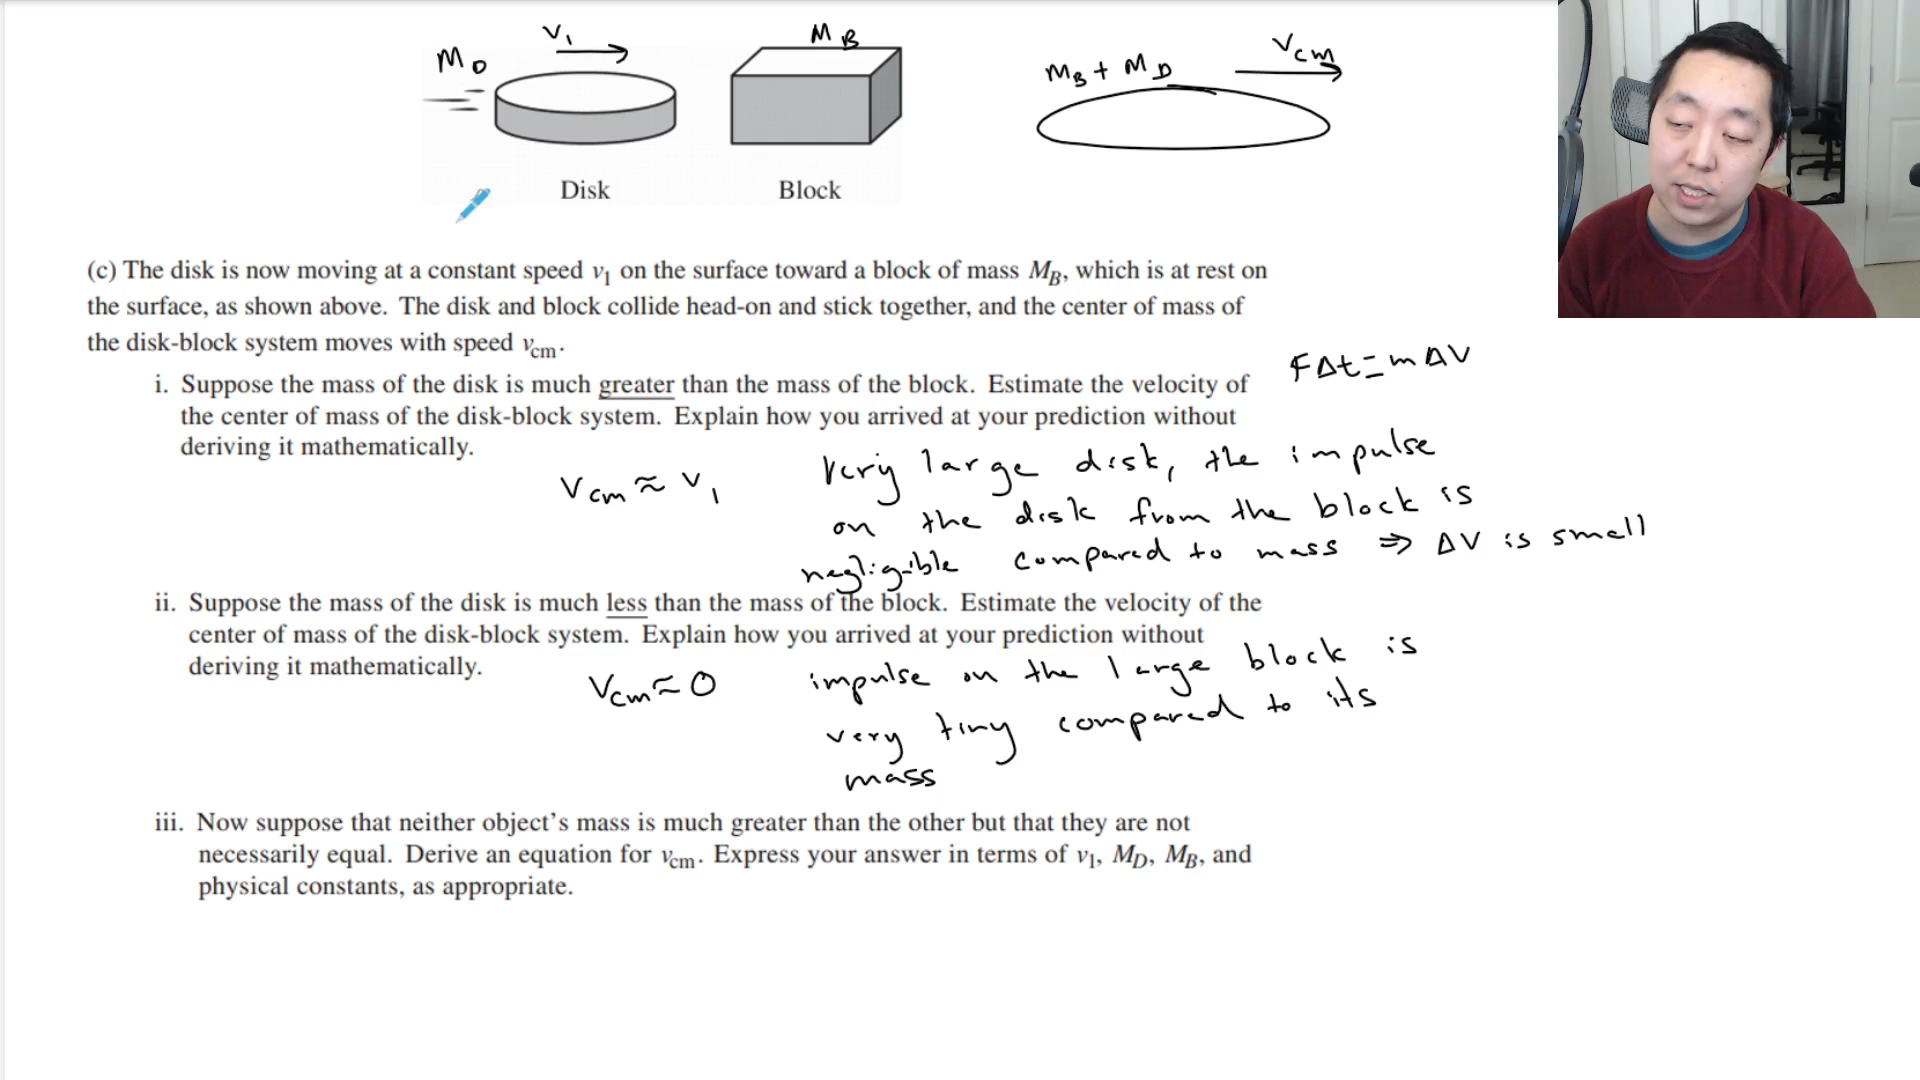 V₁
M_B
M_D
V_cm
M_B + M_D
Disk
Block
(c) The disk is now moving at a constant speed v₁ on the surface toward a block of mass M_B, which is at rest on
the surface, as shown above. The disk and block collide head-on and stick together, and the center of mass of
the disk-block system moves with speed v_cm.
F∆t = m∆V
i. Suppose the mass of the disk is much greater than the mass of the block. Estimate the velocity of
the center of mass of the disk-block system. Explain how you arrived at your prediction without
deriving it mathematically.
V_cm ≈ V₁
Very large disk, the impulse
on the disk from the block is
negligible compared to mass ⇒ ∆V is small
ii. Suppose the mass of the disk is much less than the mass of the block. Estimate the velocity of the
center of mass of the disk-block system. Explain how you arrived at your prediction without
deriving it mathematically.
V_cm ≈ 0
impulse on the large block is
very tiny compared to its
mass
iii. Now suppose that neither object’s mass is much greater than the other but that they are not
necessarily equal. Derive an equation for v_cm. Express your answer in terms of v₁, M_D, M_B, and
physical constants, as appropriate.